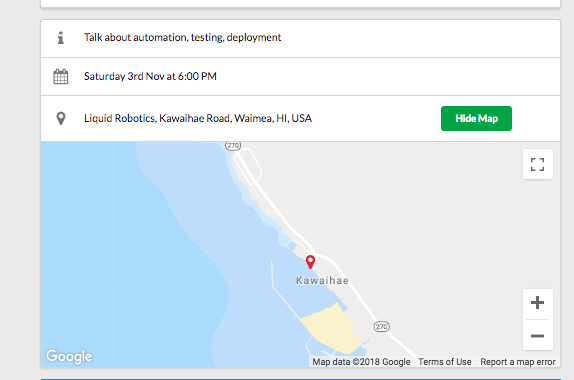 Talk about automation, testing, deployment
Saturday 3rd Nov at 6:00 PM
Liquid Robotics, Kawaihae Road, Waimea, HI, USA
Hide Map
270
Kawaihae
270
Google
Map data ©2018 Google Terms of Use Report a map error